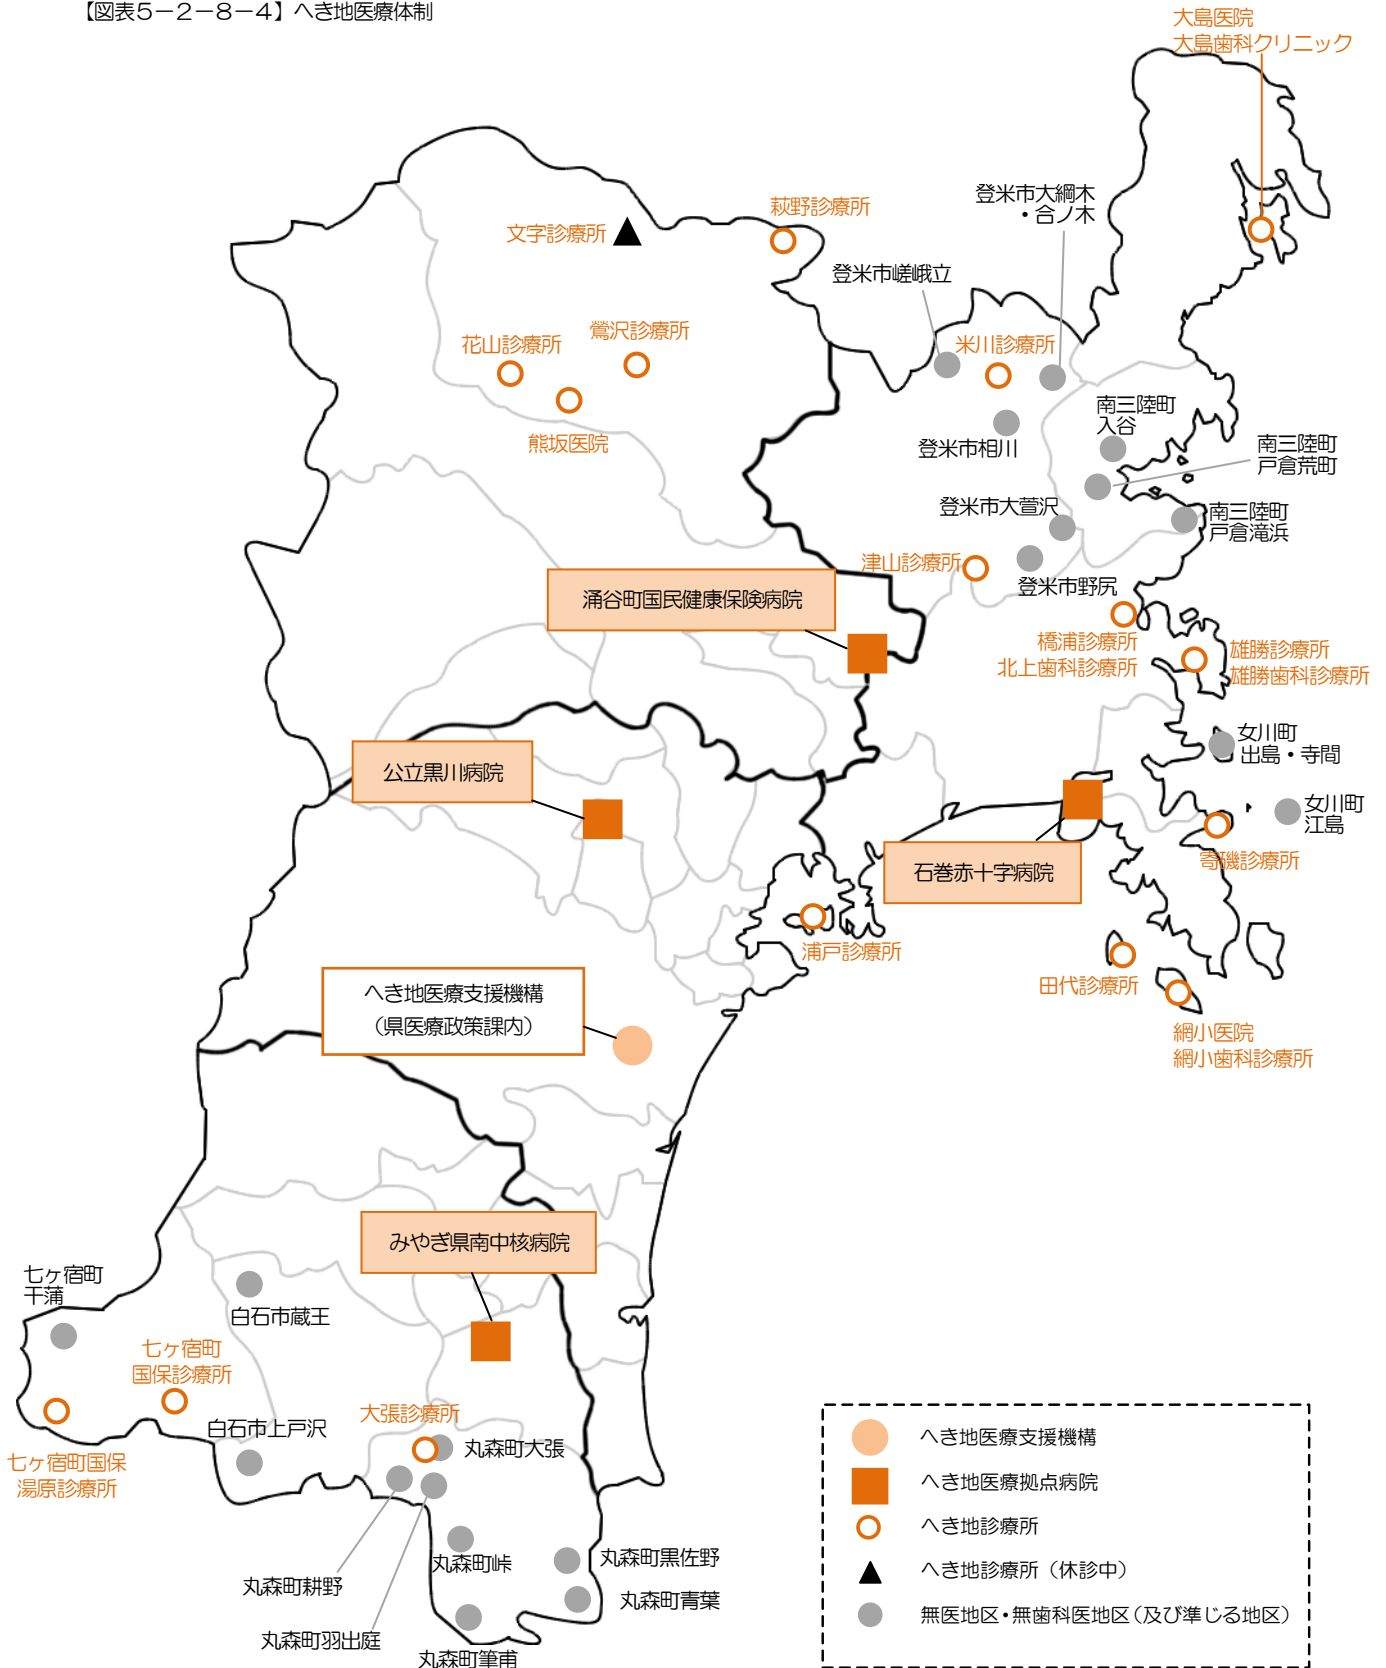 【図表5-2-8-4】へき地医療体制
大島医院
大島歯科クリニック
登米市大綱木
・合ノ木
萩野診療所
文字診療所
登米市嵯峨立
鶯沢診療所
花山診療所
米川診療所
熊坂医院
南三陸町
入谷
登米市相川
南三陸町
戸倉荒町
登米市大萱沢
南三陸町
戸倉滝浜
津山診療所
登米市野尻
涌谷町国民健康保険病院
橋浦診療所
北上歯科診療所
雄勝診療所
雄勝歯科診療所
女川町
出島・寺間
公立黒川病院
女川町
江島
寄磯診療所
石巻赤十字病院
浦戸診療所
田代診療所
網小医院
網小歯科診療所
へき地医療支援機構
（県医療政策課内）
みやぎ県南中核病院
七ヶ宿町
干蒲
白石市蔵王
七ヶ宿町
国保診療所
白石市上戸沢
大張診療所
丸森町大張
七ヶ宿町国保
湯原診療所
丸森町峠
丸森町黒佐野
丸森町耕野
丸森町青葉
丸森町羽出庭
丸森町筆甫
へき地医療支援機構
へき地医療拠点病院
へき地診療所
へき地診療所（休診中）
無医地区・無歯科医地区（及び準じる地区）